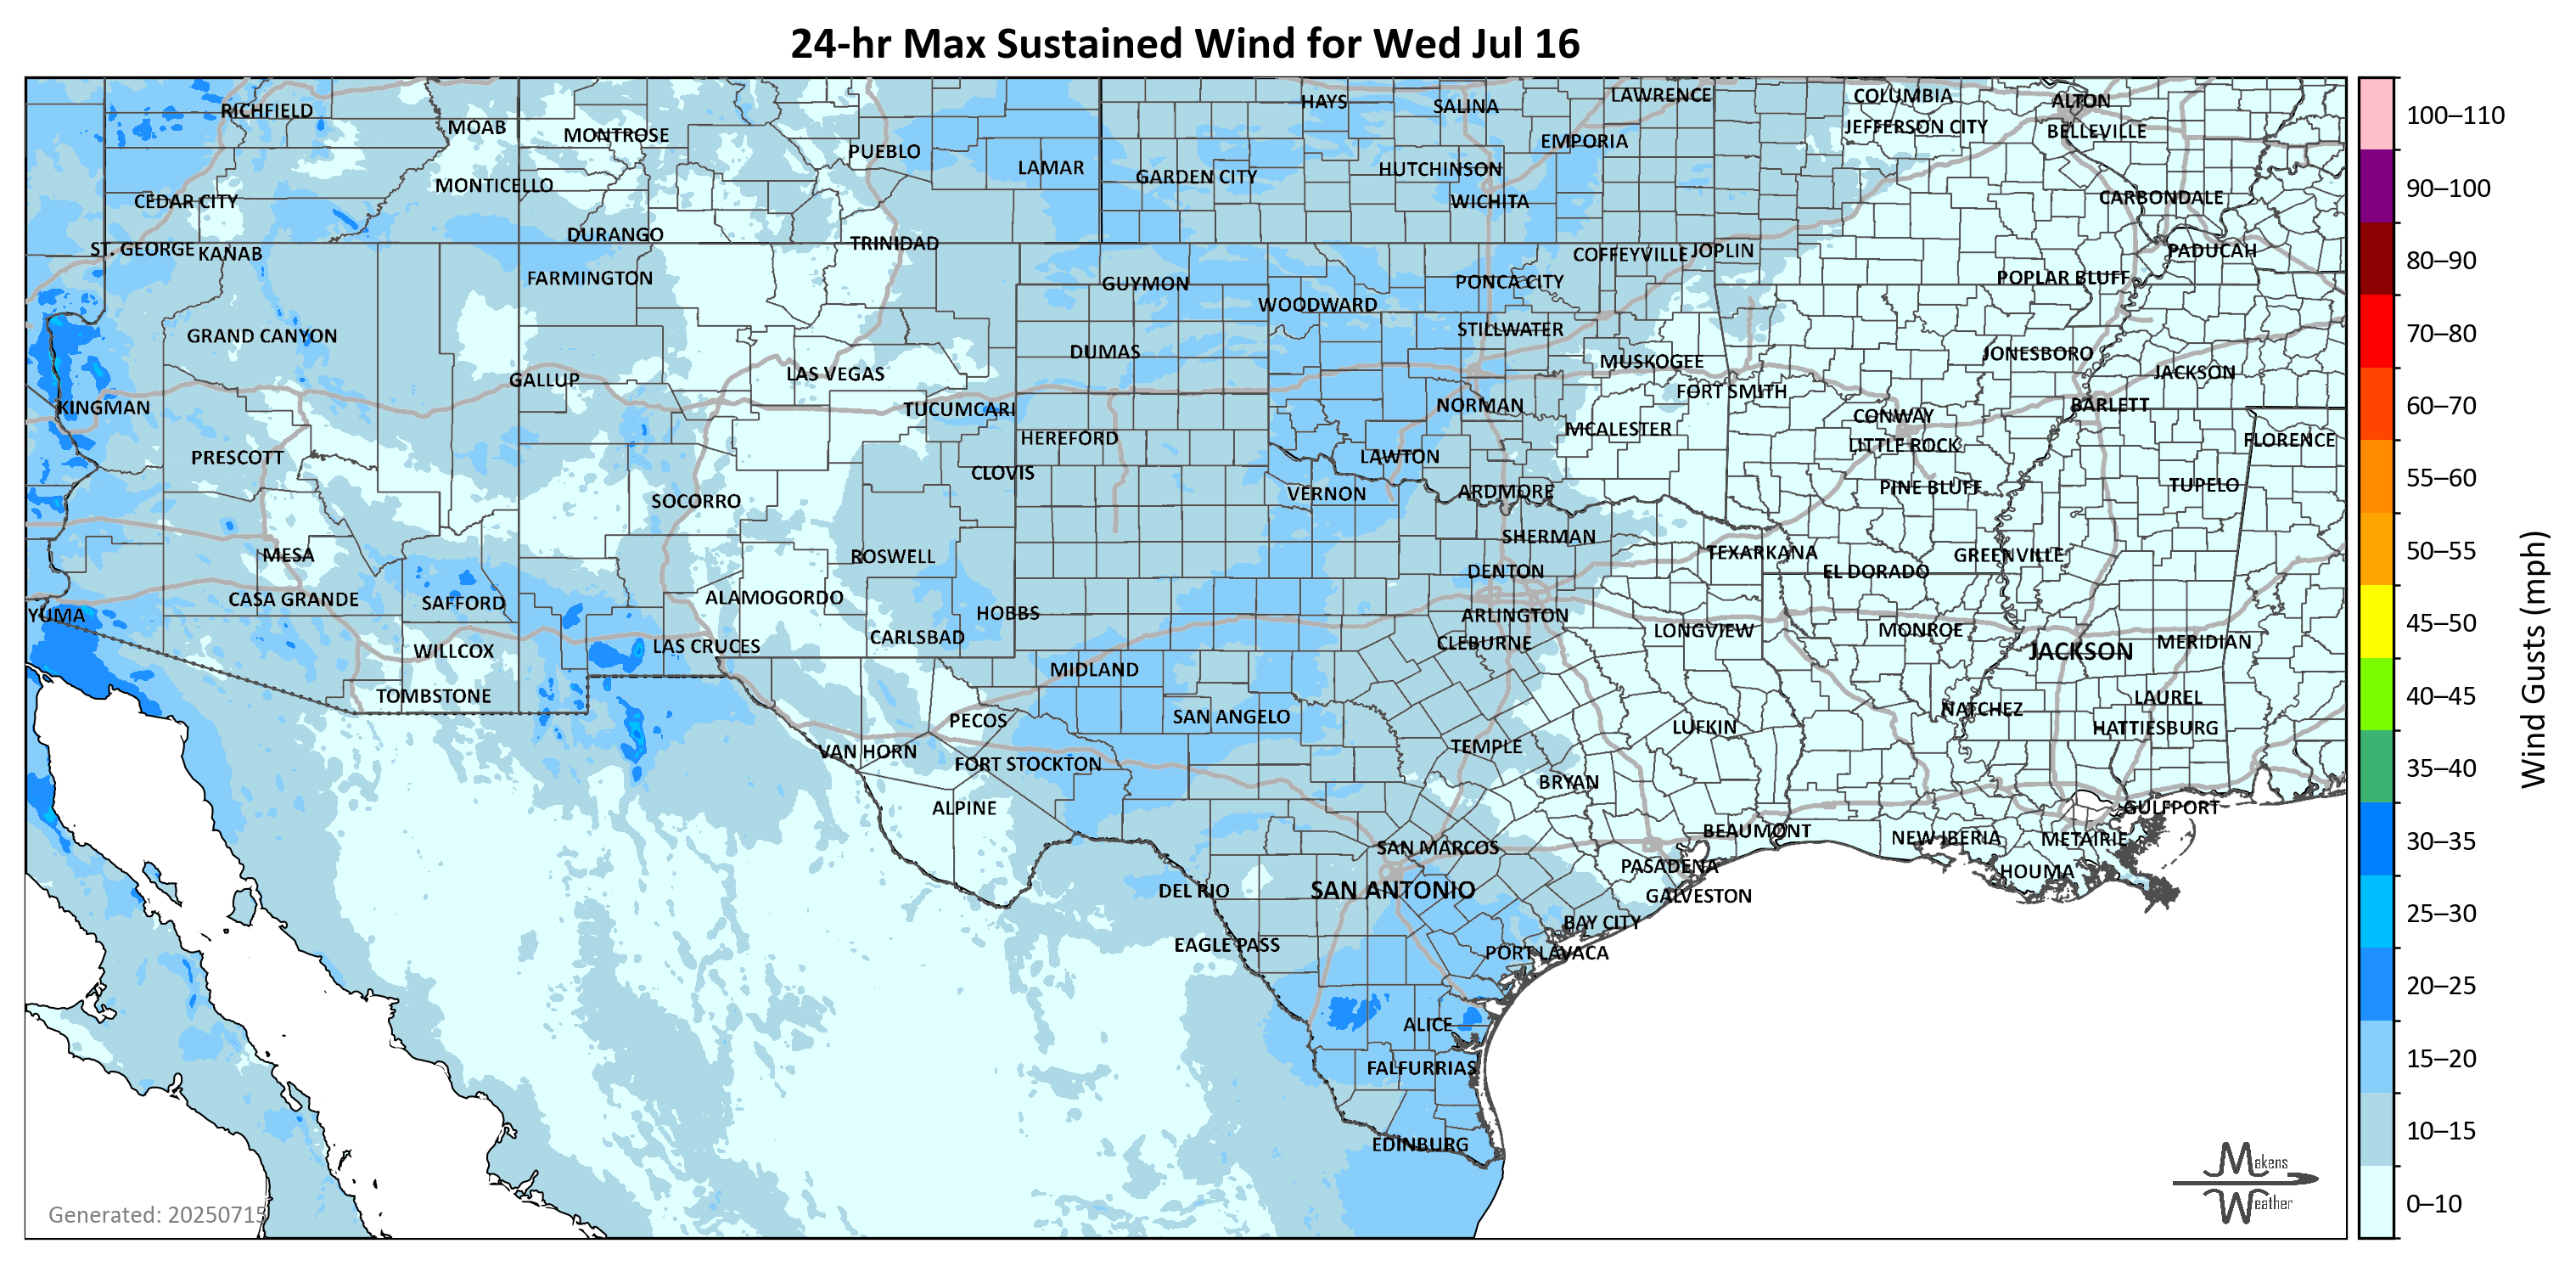 24-hr Max Sustained Wind for Wed Jul 16
RICHFIELD
MOAB
MONTROSE
PUEBLO
LAMAR
HAYS
SALINA
LAWRENCE
COLUMBIA
ALTON
JEFFERSON CITY
BELLEVILLE
EMPORIA
GARDEN CITY
HUTCHINSON
MONTICELLO
CEDAR CITY
WICHITA
CARBONDALE
DURANGO
TRINIDAD
ST. GEORGE
KANAB
COFFEYVILLE
JOPLIN
PADUCAH
FARMINGTON
GUYMON
PONCA CITY
POPLAR BLUFF
WOODWARD
GRAND CANYON
STILLWATER
DUMAS
MUSKOGEE
JONESBORO
GALLUP
LAS VEGAS
JACKSON
FORT SMITH
KINGMAN
TUCUMCARI
NORMAN
BARLETT
CONWAY
MCALESTER
HEREFORD
LITTLE ROCK
FLORENCE
PRESCOTT
CLOVIS
LAWTON
SOCORRO
VERNON
ARDMORE
PINE BLUFF
TUPELO
MESA
ROSWELL
SHERMAN
TEXARKANA
GREENVILLE
DENTON
EL DORADO
CASA GRANDE
SAFFORD
ALAMOGORDO
YUMA
HOBBS
ARLINGTON
CARLSBAD
CLEBURNE
LONGVIEW
MONROE
MERIDIAN
WILLCOX
LAS CRUCES
JACKSON
MIDLAND
TOMBSTONE
LAUREL
PECOS
SAN ANGELO
NATCHEZ
LUFKIN
HATTIESBURG
VAN HORN
TEMPLE
FORT STOCKTON
BRYAN
ALPINE
GULFPORT
BEAUMONT
NEW IBERIA
METAIRIE
SAN MARCOS
PASADENA
HOUMA
DEL RIO
SAN ANTONIO
GALVESTON
BAY CITY
EAGLE PASS
PORT LAVACA
ALICE
FALFURRIAS
EDINBURG
Generated: 20250715
Makens
Weather
100–110
90–100
80–90
70–80
60–70
55–60
50–55
45–50
40–45
35–40
30–35
25–30
20–25
15–20
10–15
0–10
Wind Gusts (mph)